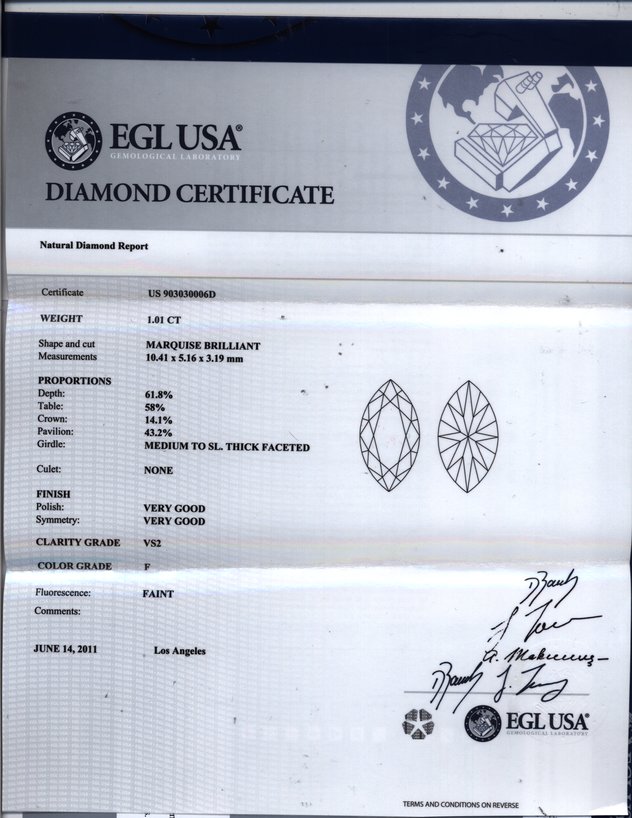 EGL USA®
GEMOLOGICAL LABORATORY
DIAMOND CERTIFICATE
Natural Diamond Report
Certificate US 903030006D
WEIGHT 1.01 CT
Shape and cut MARQUISE BRILLIANT
Measurements 10.41 x 5.16 x 3.19 mm
PROPORTIONS
Depth: 61.8%
Table: 58%
Crown: 14.1%
Pavilion: 43.2%
Girdle: MEDIUM TO SL. THICK FACETED
Culet: NONE
FINISH
Polish: VERY GOOD
Symmetry: VERY GOOD
CLARITY GRADE VS2
COLOR GRADE F
Fluorescence: FAINT
Comments:
JUNE 14, 2011 Los Angeles
EGL USA®
GEMOLOGICAL LABORATORY
TERMS AND CONDITIONS ON REVERSE